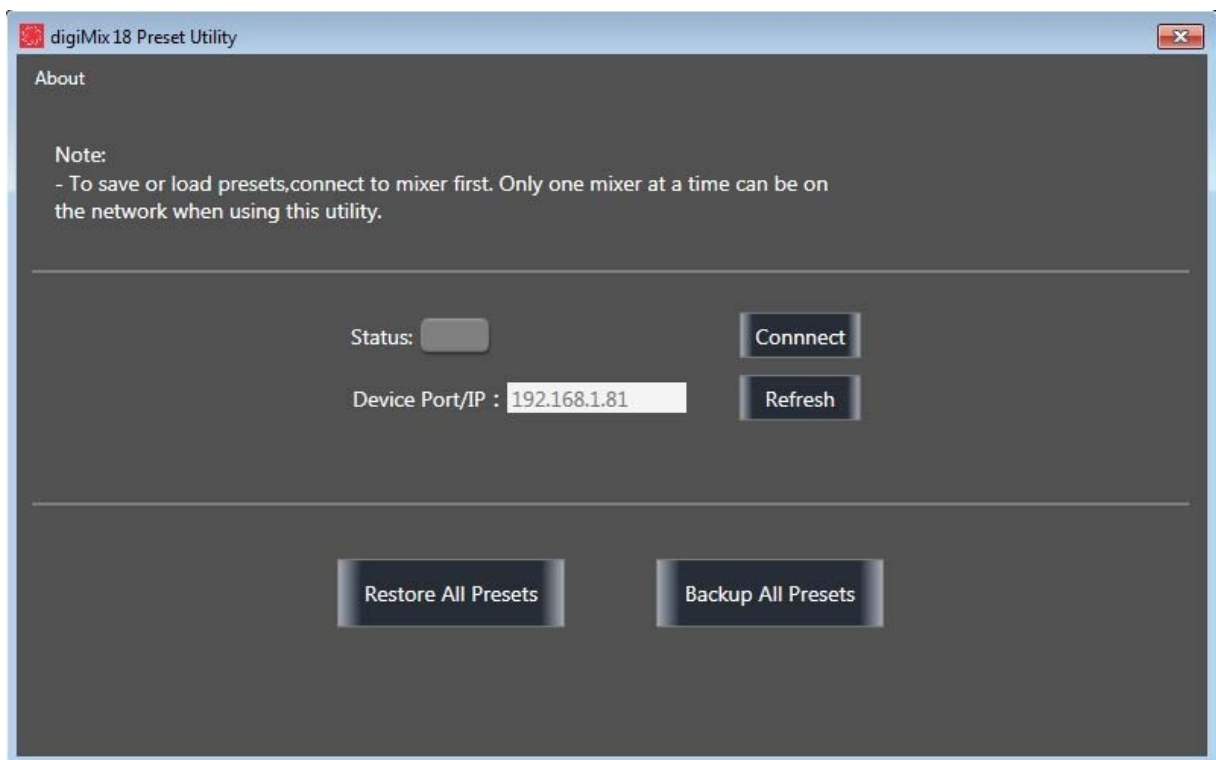 digiMix 18 Preset Utility
About
Note:
- To save or load presets,connect to mixer first. Only one mixer at a time can be on
the network when using this utility.
Status:
Connnect
Device Port/IP : 192.168.1.81
Refresh
Restore All Presets
Backup All Presets